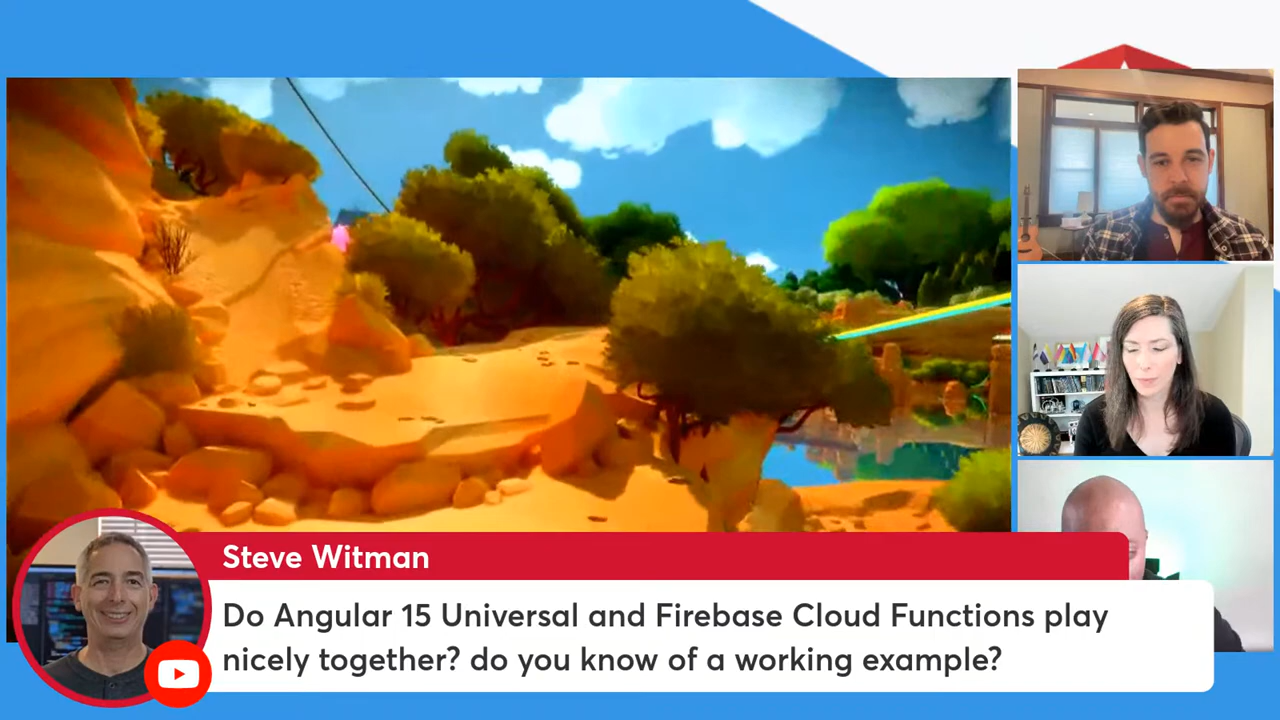 Steve Witman
Do Angular 15 Universal and Firebase Cloud Functions play
nicely together? do you know of a working example?